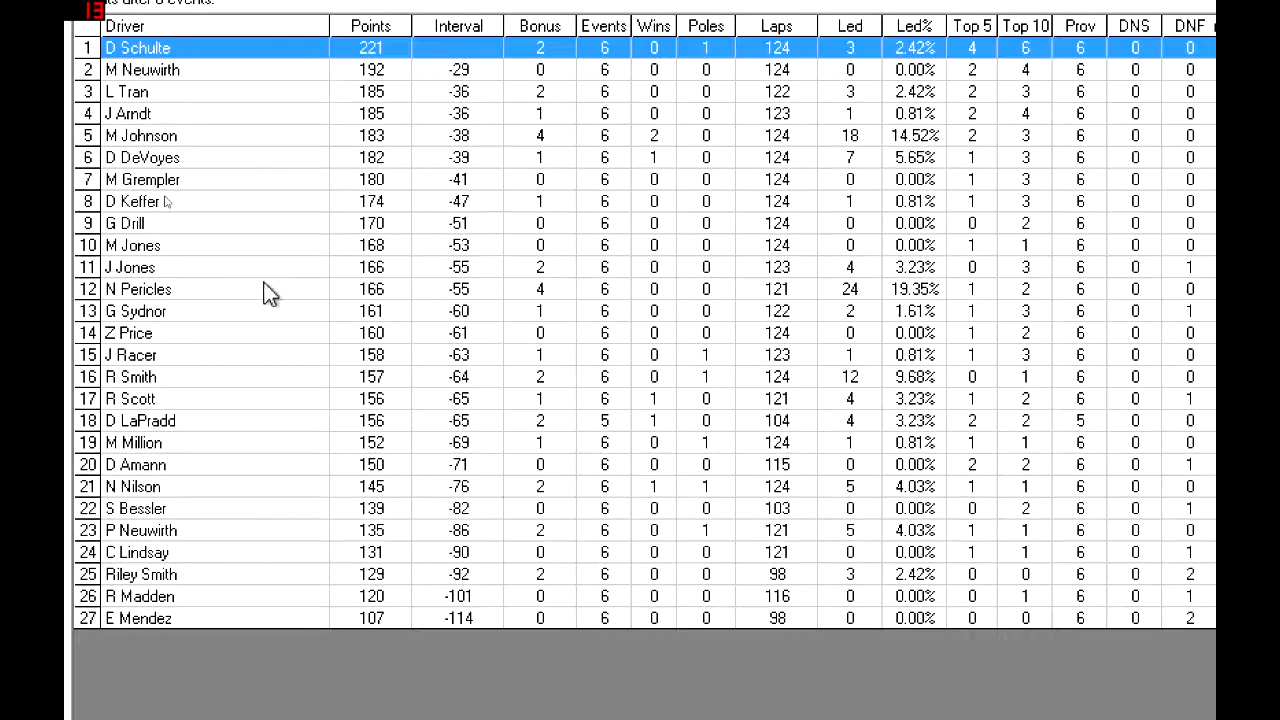 13
ts after 6 events.
Driver Points Interval Bonus Events Wins Poles Laps Led Led% Top 5 Top 10 Prov DNS DNF
1 D Schulte 221 2 6 0 1 124 3 2.42% 4 6 6 0 0
2 M Neuwirth 192 -29 0 6 0 0 124 0 0.00% 2 4 6 0 0
3 L Tran 185 -36 2 6 0 0 122 3 2.42% 2 3 6 0 0
4 J Arndt 185 -36 1 6 0 0 123 1 0.81% 2 4 6 0 0
5 M Johnson 183 -38 4 6 2 0 124 18 14.52% 2 3 6 0 0
6 D DeVoyes 182 -39 1 6 1 0 124 7 5.65% 1 3 6 0 0
7 M Grempler 180 -41 0 6 0 0 124 0 0.00% 1 3 6 0 0
8 D Keffer 174 -47 1 6 0 0 124 1 0.81% 1 3 6 0 0
9 G Drill 170 -51 0 6 0 0 124 0 0.00% 0 2 6 0 0
10 M Jones 168 -53 0 6 0 0 124 0 0.00% 1 1 6 0 0
11 J Jones 166 -55 2 6 0 0 123 4 3.23% 0 3 6 0 1
12 N Pericles 166 -55 4 6 0 0 121 24 19.35% 1 2 6 0 0
13 G Sydnor 161 -60 1 6 0 0 122 2 1.61% 1 3 6 0 1
14 Z Price 160 -61 0 6 0 0 124 0 0.00% 1 2 6 0 0
15 J Racer 158 -63 1 6 0 1 123 1 0.81% 1 3 6 0 0
16 R Smith 157 -64 2 6 0 1 124 12 9.68% 0 1 6 0 0
17 R Scott 156 -65 1 6 1 0 121 4 3.23% 1 2 6 0 1
18 D LaPradd 156 -65 2 5 1 0 104 4 3.23% 2 2 5 0 0
19 M Million 152 -69 1 6 0 1 124 1 0.81% 1 1 6 0 0
20 D Amann 150 -71 0 6 0 0 115 0 0.00% 2 2 6 0 1
21 N Nilson 145 -76 2 6 1 1 124 5 4.03% 1 1 6 0 0
22 S Bessler 139 -82 0 6 0 0 103 0 0.00% 0 2 6 0 1
23 P Neuwirth 135 -86 2 6 0 1 121 5 4.03% 1 1 6 0 0
24 C Lindsay 131 -90 0 6 0 0 121 0 0.00% 1 1 6 0 1
25 Riley Smith 129 -92 2 6 0 0 98 3 2.42% 0 0 6 0 2
26 R Madden 120 -101 0 6 0 0 116 0 0.00% 0 1 6 0 1
27 E Mendez 107 -114 0 6 0 0 98 0 0.00% 0 0 6 0 2